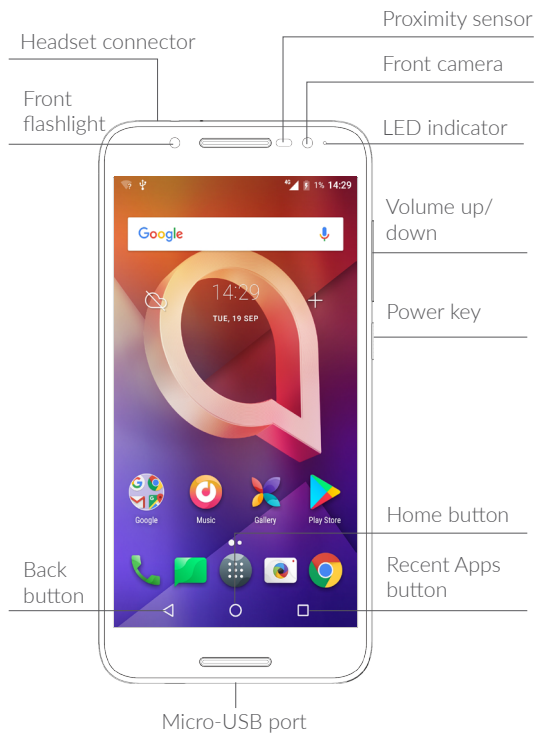 Proximity sensor
Headset connector
Front camera
Front
flashlight
LED indicator
4G 1% 14:29
Google
Volume up/
down
14:29
TUE, 19 SEP
Power key
Google Music Gallery Play Store
Home button
Back
button
Recent Apps
button
Micro-USB port